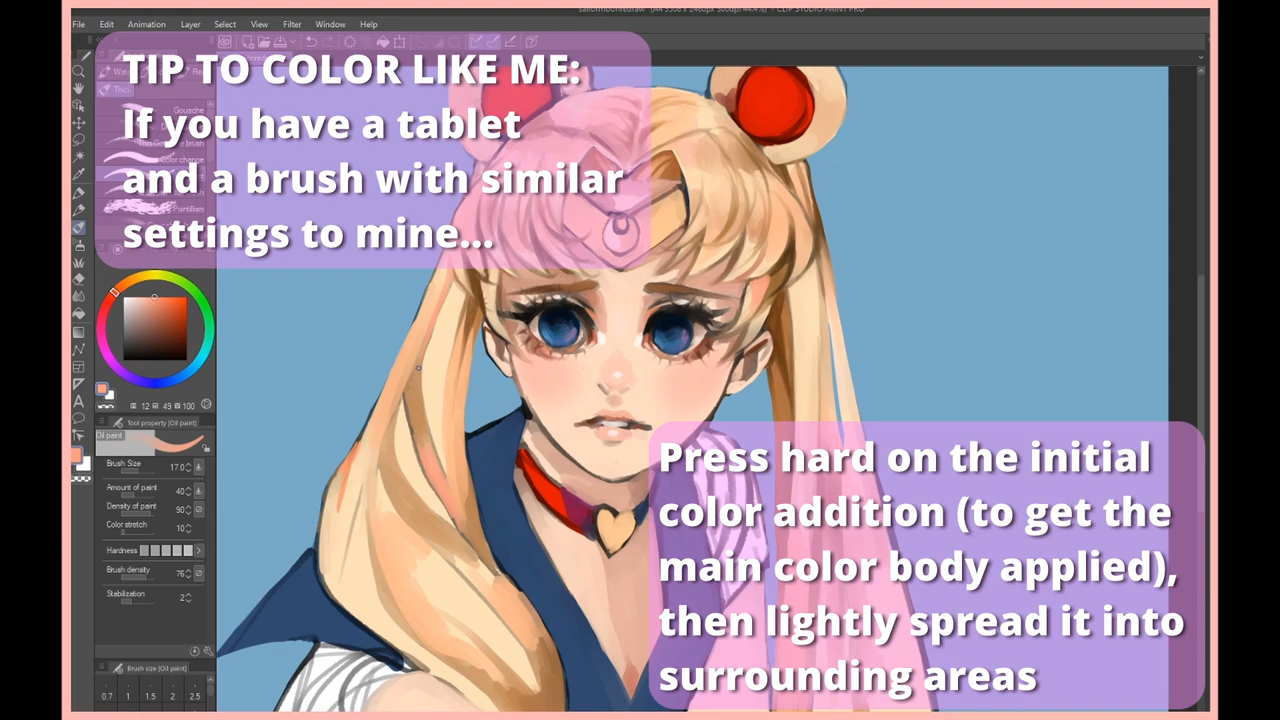 File Edit Animation Layer Select View Filter Window Help
TIP TO COLOR LIKE ME:
If you have a tablet
and a brush with similar
settings to mine...
Thick
Gouache
Color change
Pointillism
12 49 100
Tool property [Oil paint]
Oil paint
Brush Size 17.0
Amount of paint 40
Density of paint 90
Color stretch 10
Hardness
Brush density 76
Stabilization 2
Brush size [Oil paint]
0.7 1 1.5 2 2.5
Press hard on the initial
color addition (to get the
main color body applied),
then lightly spread it into
surrounding areas